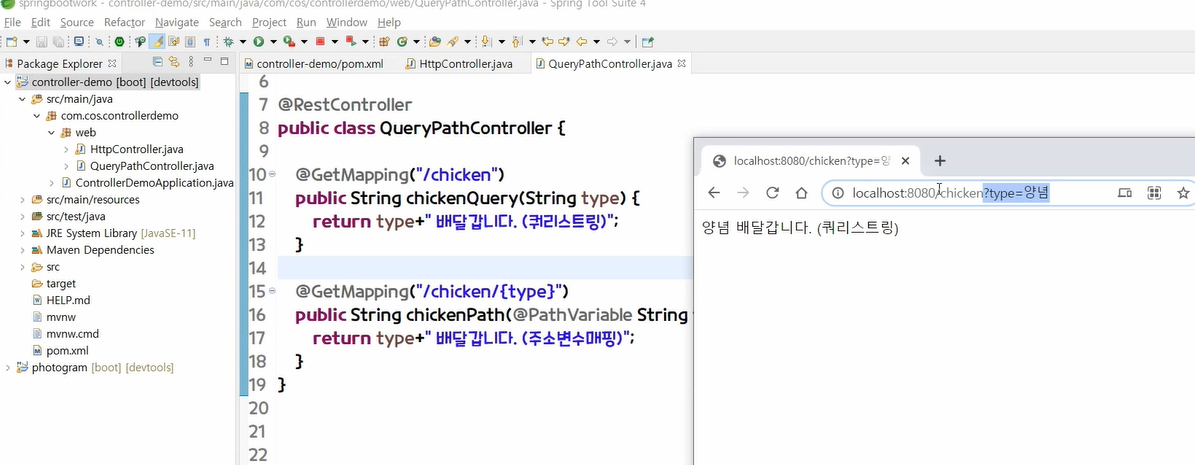 springbootwork - controller-demo/src/main/java/com/cos/controllerdemo/web/QueryPathController.java - Spring Tool Suite 4
File Edit Source Refactor Navigate Search Project Run Window Help
Package Explorer
controller-demo/pom.xml
HttpController.java
QueryPathController.java
controller-demo [boot] [devtools]
src/main/java
com.cos.controllerdemo
web
HttpController.java
QueryPathController.java
ControllerDemoApplication.java
src/main/resources
src/test/java
JRE System Library [JavaSE-11]
Maven Dependencies
src
target
HELP.md
mvnw
mvnw.cmd
pom.xml
photogram [boot] [devtools]
6
7 @RestController
8 public class QueryPathController {
9
10 @GetMapping("/chicken")
11 public String chickenQuery(String type) {
12 return type+" 배달갑니다. (쿼리스트링)";
13 }
14
15 @GetMapping("/chicken/{type}")
16 public String chickenPath(@PathVariable String
17 return type+" 배달갑니다. (주소변수매핑)";
18 }
19 }
20
21
22
localhost:8080/chicken?type=양
localhost:8080/chicken?type=양념
양념 배달갑니다. (쿼리스트링)